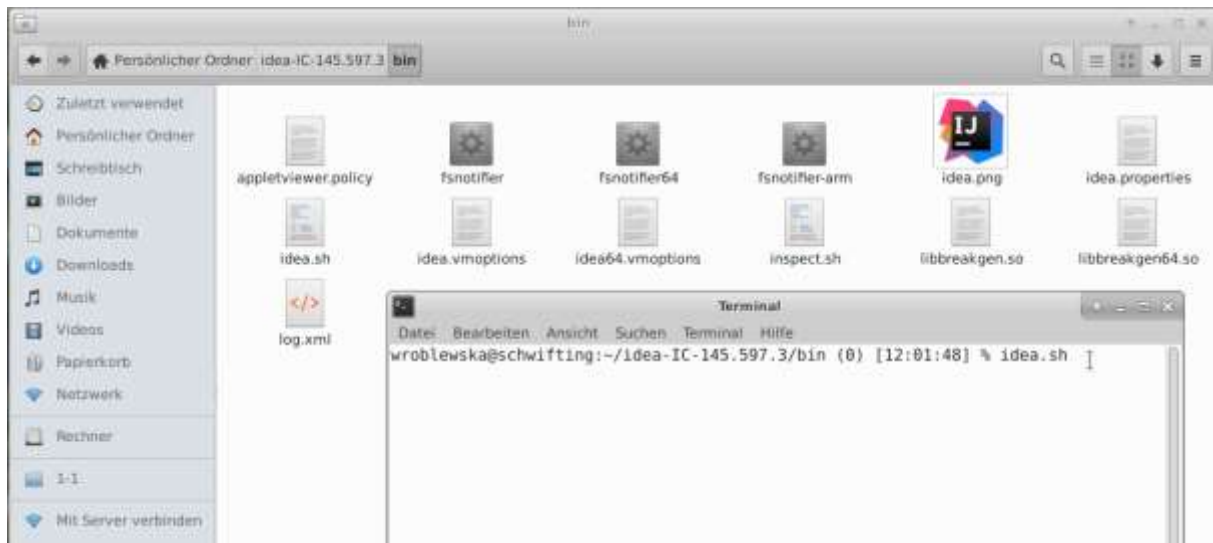 bin
Persönlicher Ordner idea-IC-145.597.3 bin
Zuletzt verwendet
Persönlicher Ordner
Schreibtisch
Bilder
Dokumente
Downloads
Musik
Videos
Papierkorb
Netzwerk
Rechner
1-1
Mit Server verbinden
appletviewer.policy fsnotifier fsnotifier64 fsnotifier-arm idea.png idea.properties
IJ
idea.sh idea.vmoptions idea64.vmoptions inspect.sh libbreakgen.so libbreakgen64.so
</>
log.xml
Terminal
Datei Bearbeiten Ansicht Suchen Terminal Hilfe
wroblewska@schwifting:~/idea-IC-145.597.3/bin (0) [12:01:48] % idea.sh